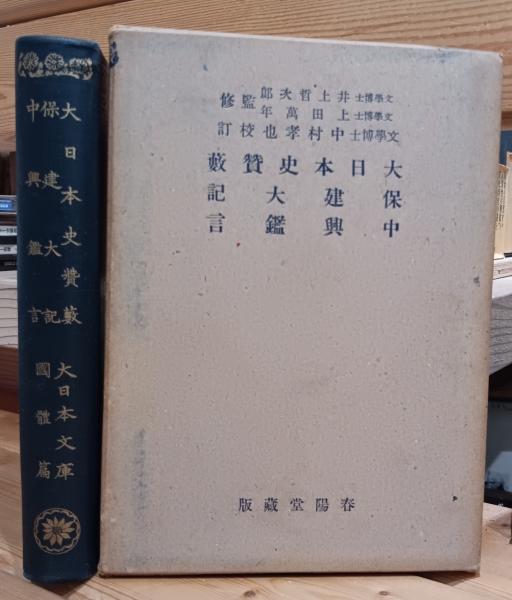 大日本史賛藪
保建大記
中興鑑言
大日本文庫
國體篇
文學博士井上哲次郎
文學博士上田萬年
監修
文學博士中村孝也校訂
大日本史贊藪
保建大記
中興鑑言
春陽堂藏版